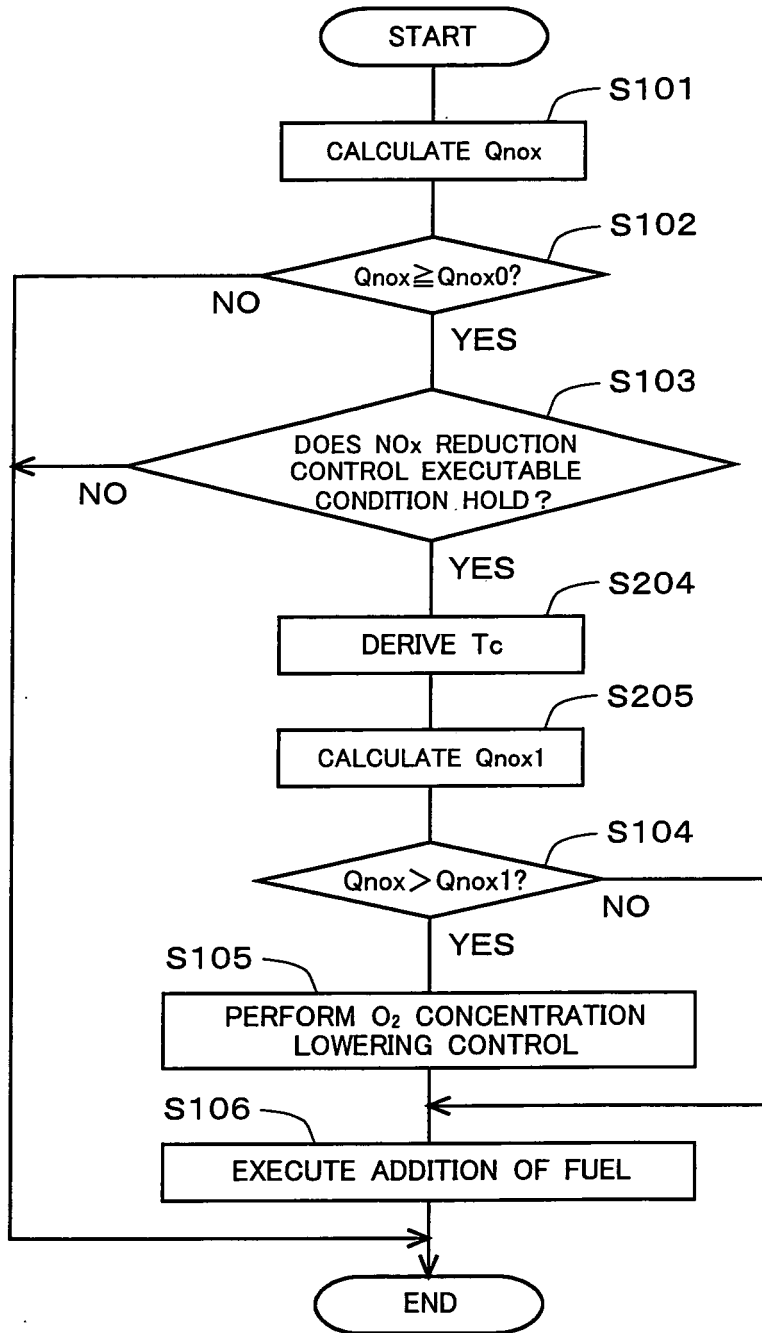 START
S101
CALCULATE Qnox
S102
Qnox≧Qnox0?
NO
YES
S103
DOES NOx REDUCTION
CONTROL EXECUTABLE
CONDITION HOLD?
NO
YES
S204
DERIVE Tc
S205
CALCULATE Qnox1
S104
Qnox>Qnox1?
NO
YES
S105
PERFORM O₂ CONCENTRATION
LOWERING CONTROL
S106
EXECUTE ADDITION OF FUEL
END